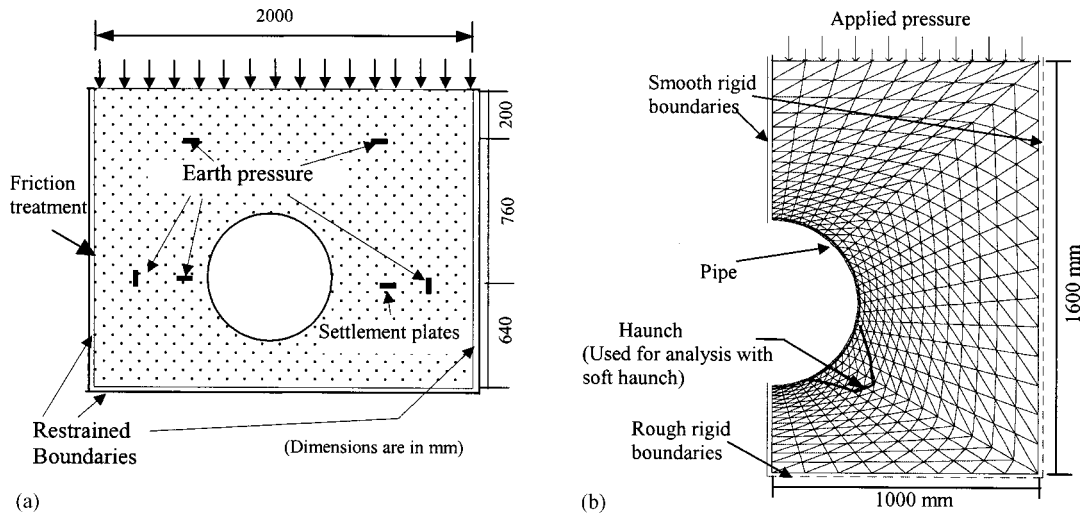 2000
200
Earth pressure
Friction
treatment
760
Settlement plates
640
Restrained
Boundaries
(Dimensions are in mm)
(a)
Applied pressure
Smooth rigid
boundaries
Pipe
1600 mm
Haunch
(Used for analysis with
soft haunch)
Rough rigid
boundaries
1000 mm
(b)